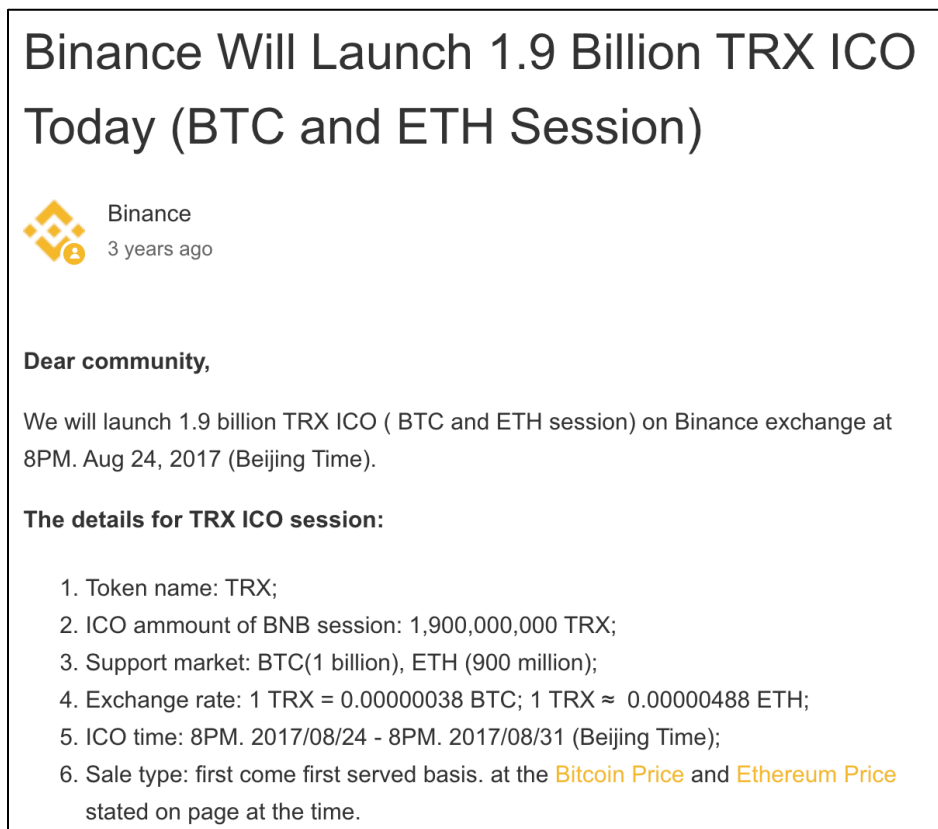 Binance Will Launch 1.9 Billion TRX ICO
Today (BTC and ETH Session)
Binance
3 years ago
Dear community,
We will launch 1.9 billion TRX ICO ( BTC and ETH session) on Binance exchange at
8PM. Aug 24, 2017 (Beijing Time).
The details for TRX ICO session:
1. Token name: TRX;
2. ICO ammount of BNB session: 1,900,000,000 TRX;
3. Support market: BTC(1 billion), ETH (900 million);
4. Exchange rate: 1 TRX = 0.00000038 BTC; 1 TRX ≈ 0.00000488 ETH;
5. ICO time: 8PM. 2017/08/24 - 8PM. 2017/08/31 (Beijing Time);
6. Sale type: first come first served basis. at the Bitcoin Price and Ethereum Price
stated on page at the time.